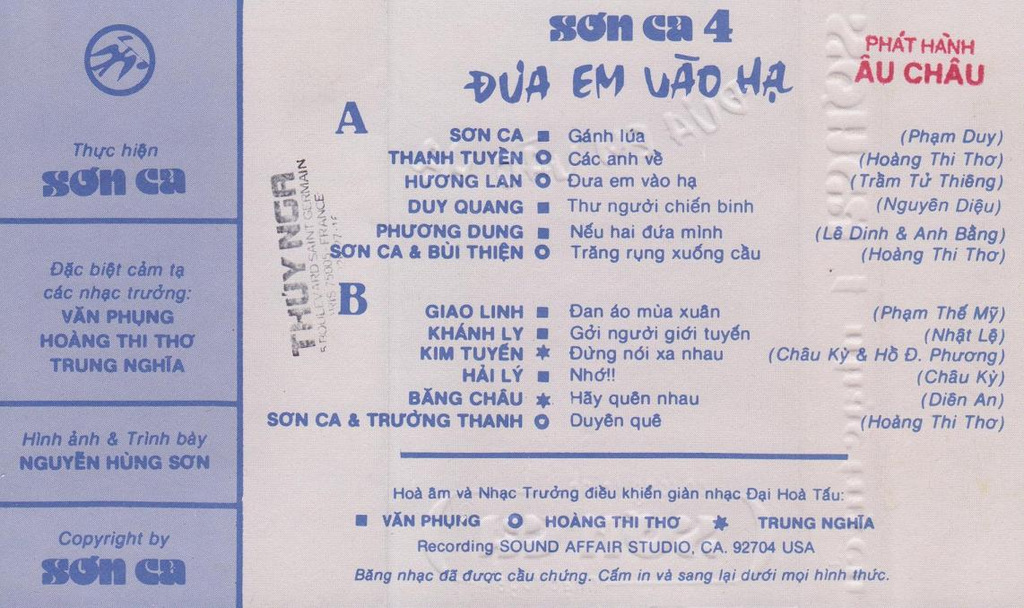 Thực hiện
sơn ca
Đặc biệt cảm tạ
các nhạc trưởng:
VĂN PHỤNG
HOÀNG THI THƠ
TRUNG NGHĨA
Hình ảnh & Trình bày
NGUYỄN HÙNG SƠN
Copyright by
sơn ca
sơn ca 4
ĐƯA EM VÀO HẠ
PHÁT HÀNH
ÂU CHÂU
THÚY NGA
BOULEVARD SAINT GERMAIN
75005 FRANCE
A
SƠN CA ■ Gánh lúa (Phạm Duy)
THANH TUYỀN ○ Các anh về (Hoàng Thi Thơ)
HƯƠNG LAN ○ Đưa em vào hạ (Trầm Tử Thiêng)
DUY QUANG ■ Thư người chiến binh (Nguyên Diệu)
PHƯƠNG DUNG ■ Nếu hai đứa mình (Lê Dinh & Anh Bằng)
SƠN CA & BÙI THIỆN ○ Trăng rụng xuống cầu (Hoàng Thi Thơ)
B
GIAO LINH ■ Đan áo mùa xuân (Phạm Thế Mỹ)
KHÁNH LY ■ Gởi người giới tuyến (Nhật Lệ)
KIM TUYẾN ✶ Đừng nói xa nhau (Châu Kỳ & Hồ Đ. Phương)
HẢI LÝ ■ Nhớ!! (Châu Kỳ)
BĂNG CHÂU ✶ Hãy quên nhau (Diên An)
SƠN CA & TRƯỜNG THANH ○ Duyên quê (Hoàng Thi Thơ)
Hoà âm và Nhạc Trưởng điều khiển giàn nhạc Đại Hoà Tấu:
■ VĂN PHỤNG ○ HOÀNG THI THƠ ✶ TRUNG NGHĨA
Recording SOUND AFFAIR STUDIO, CA. 92704 USA
Băng nhạc đã được cầu chứng. Cấm in và sang lại dưới mọi hình thức.